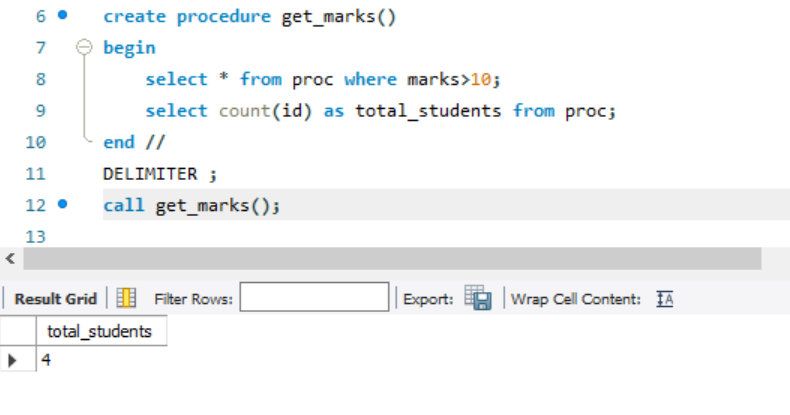 6 create procedure get_marks()
7 begin
8 select * from proc where marks>10;
9 select count(id) as total_students from proc;
10 end //
11 DELIMITER ;
12 call get_marks();
13
Result Grid Filter Rows: Export: Wrap Cell Content: IA
total_students
4